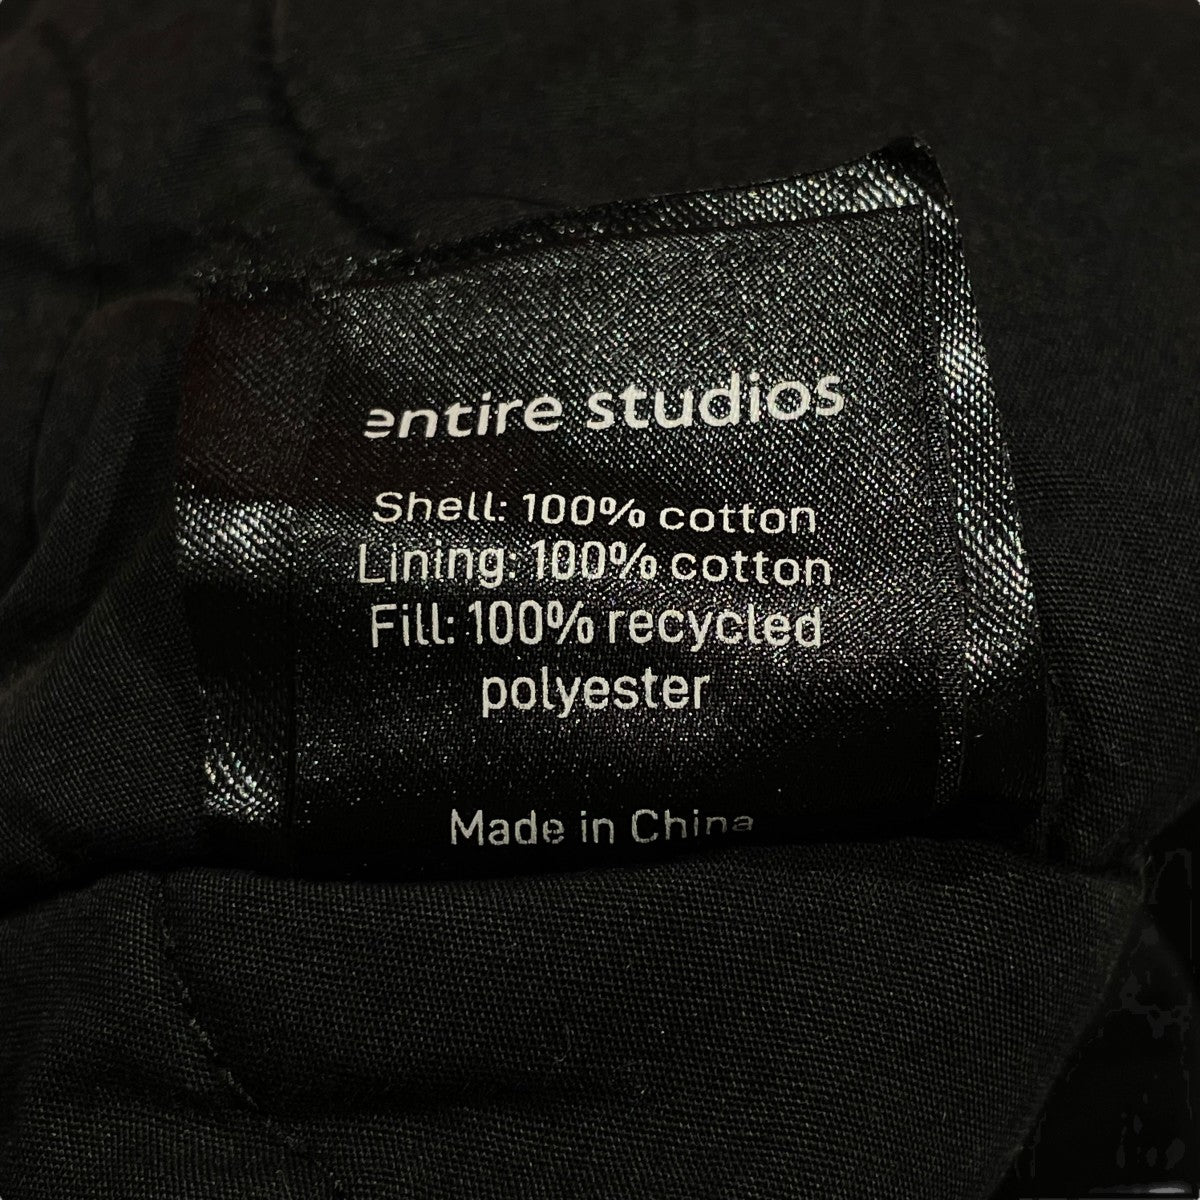 entire studios
Shell: 100% cotton
Lining: 100% cotton
Fill: 100% recycled
polyester
Made in China